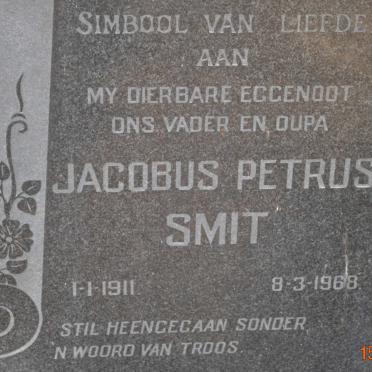 SIMBOOL VAN LIEFDE
AAN
MY DIERBARE EGGENOOT
ONS VADER EN OUPA
JACOBUS PETRUS
SMIT
1-1-1911 8-3-1968
STIL HEENGEGAAN SONDER
'N WOORD VAN TROOS